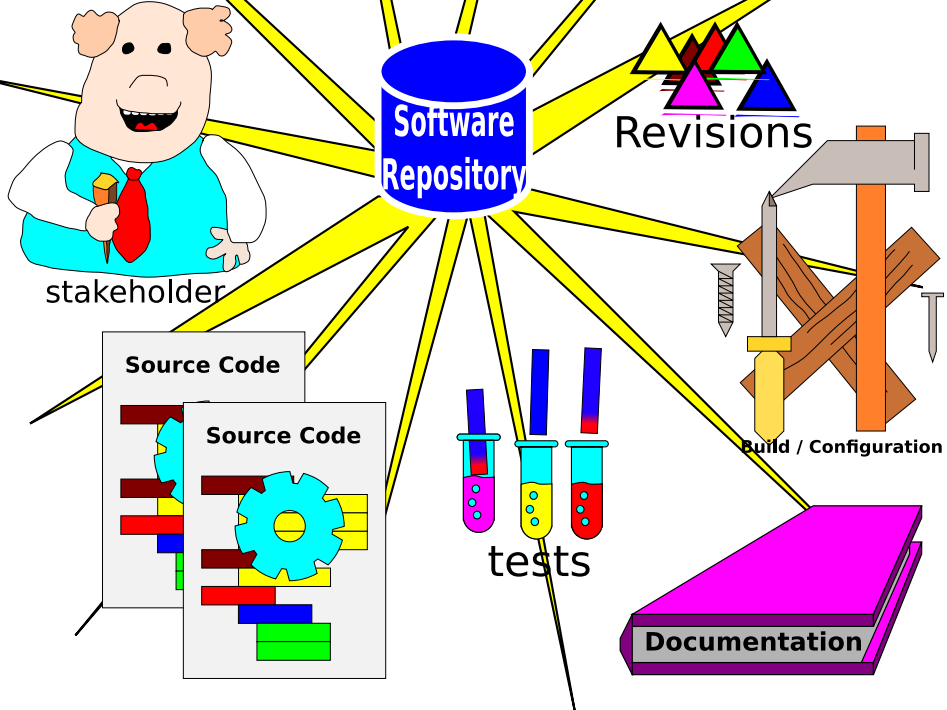 Software
Repository
Revisions
stakeholder
Source Code
Source Code
Build / Configuration
tests
Documentation